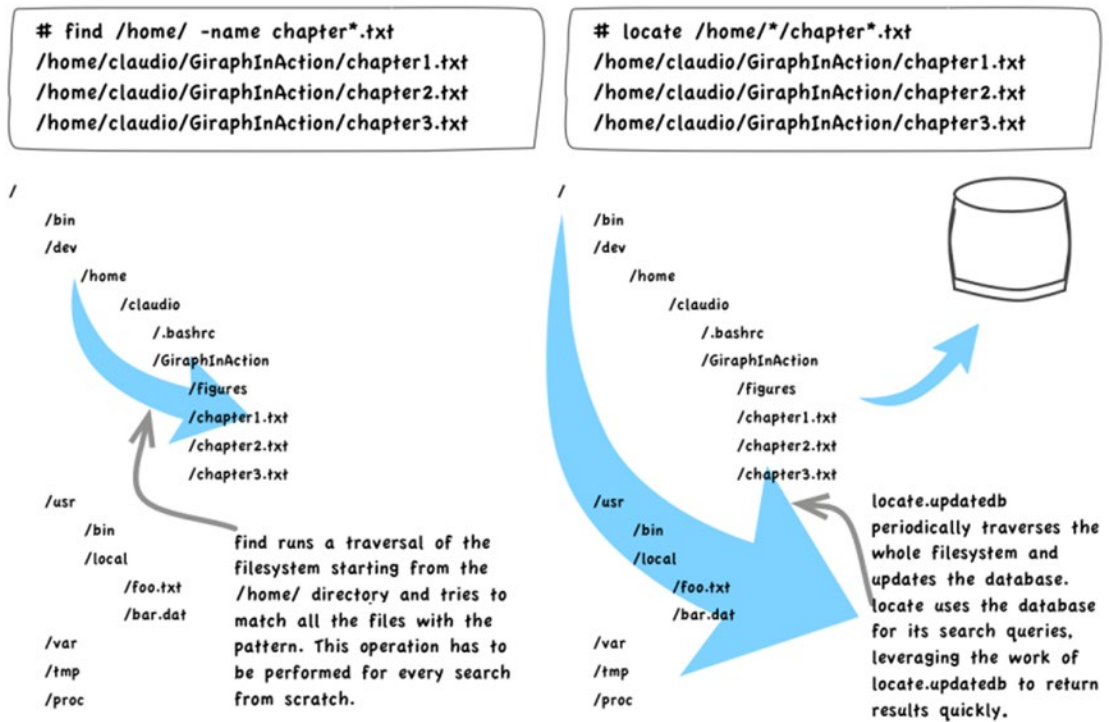 # find /home/ -name chapter*.txt
/home/claudio/GiraphInAction/chapter1.txt
/home/claudio/GiraphInAction/chapter2.txt
/home/claudio/GiraphInAction/chapter3.txt
/
/bin
/dev
/home
/claudio
/.bashrc
/GiraphInAction
/figures
/chapter1.txt
/chapter2.txt
/chapter3.txt
/usr
/bin
/local
/foo.txt
/bar.dat
/var
/tmp
/proc
find runs a traversal of the
filesystem starting from the
/home/ directory and tries to
match all the files with the
pattern. This operation has to
be performed for every search
from scratch.
# locate /home/*/chapter*.txt
/home/claudio/GiraphInAction/chapter1.txt
/home/claudio/GiraphInAction/chapter2.txt
/home/claudio/GiraphInAction/chapter3.txt
/
/bin
/dev
/home
/claudio
/.bashrc
/GiraphInAction
/figures
/chapter1.txt
/chapter2.txt
/chapter3.txt
/usr
/bin
/local
/foo.txt
/bar.dat
/var
/tmp
/proc
locate.updatedb
periodically traverses the
whole filesystem and
updates the database.
locate uses the database
for its search queries,
leveraging the work of
locate.updatedb to return
results quickly.